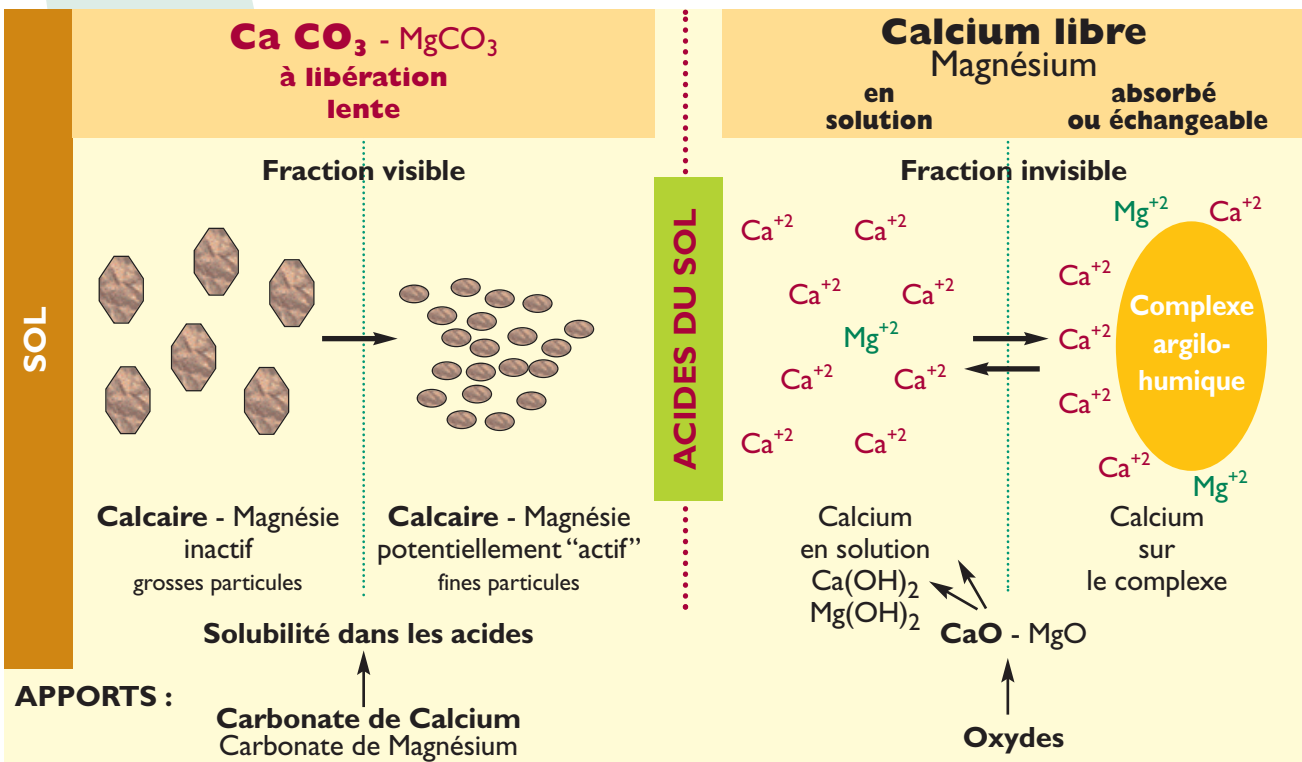 Ca CO₃ - MgCO₃
à libération
lente
Calcium libre
Magnésium
en
solution
absorbé
ou échangeable
SOL
Fraction visible
ACIDES DU SOL
Fraction invisible
Ca⁺² Ca⁺²
Ca⁺² Ca⁺²
Mg⁺²
Ca⁺² Ca⁺²
Ca⁺² Ca⁺²
Mg⁺² Ca⁺²
Ca⁺²
Ca⁺²
Ca⁺²
Ca⁺²
Mg⁺²
Complexe
argilo-
humique
Calcaire - Magnésie
inactif
grosses particules
Calcaire - Magnésie
potentiellement “actif”
fines particules
Calcium
en solution
Ca(OH)₂
Mg(OH)₂
Calcium
sur
le complexe
Solubilité dans les acides
CaO - MgO
APPORTS :
Carbonate de Calcium
Carbonate de Magnésium
Oxydes